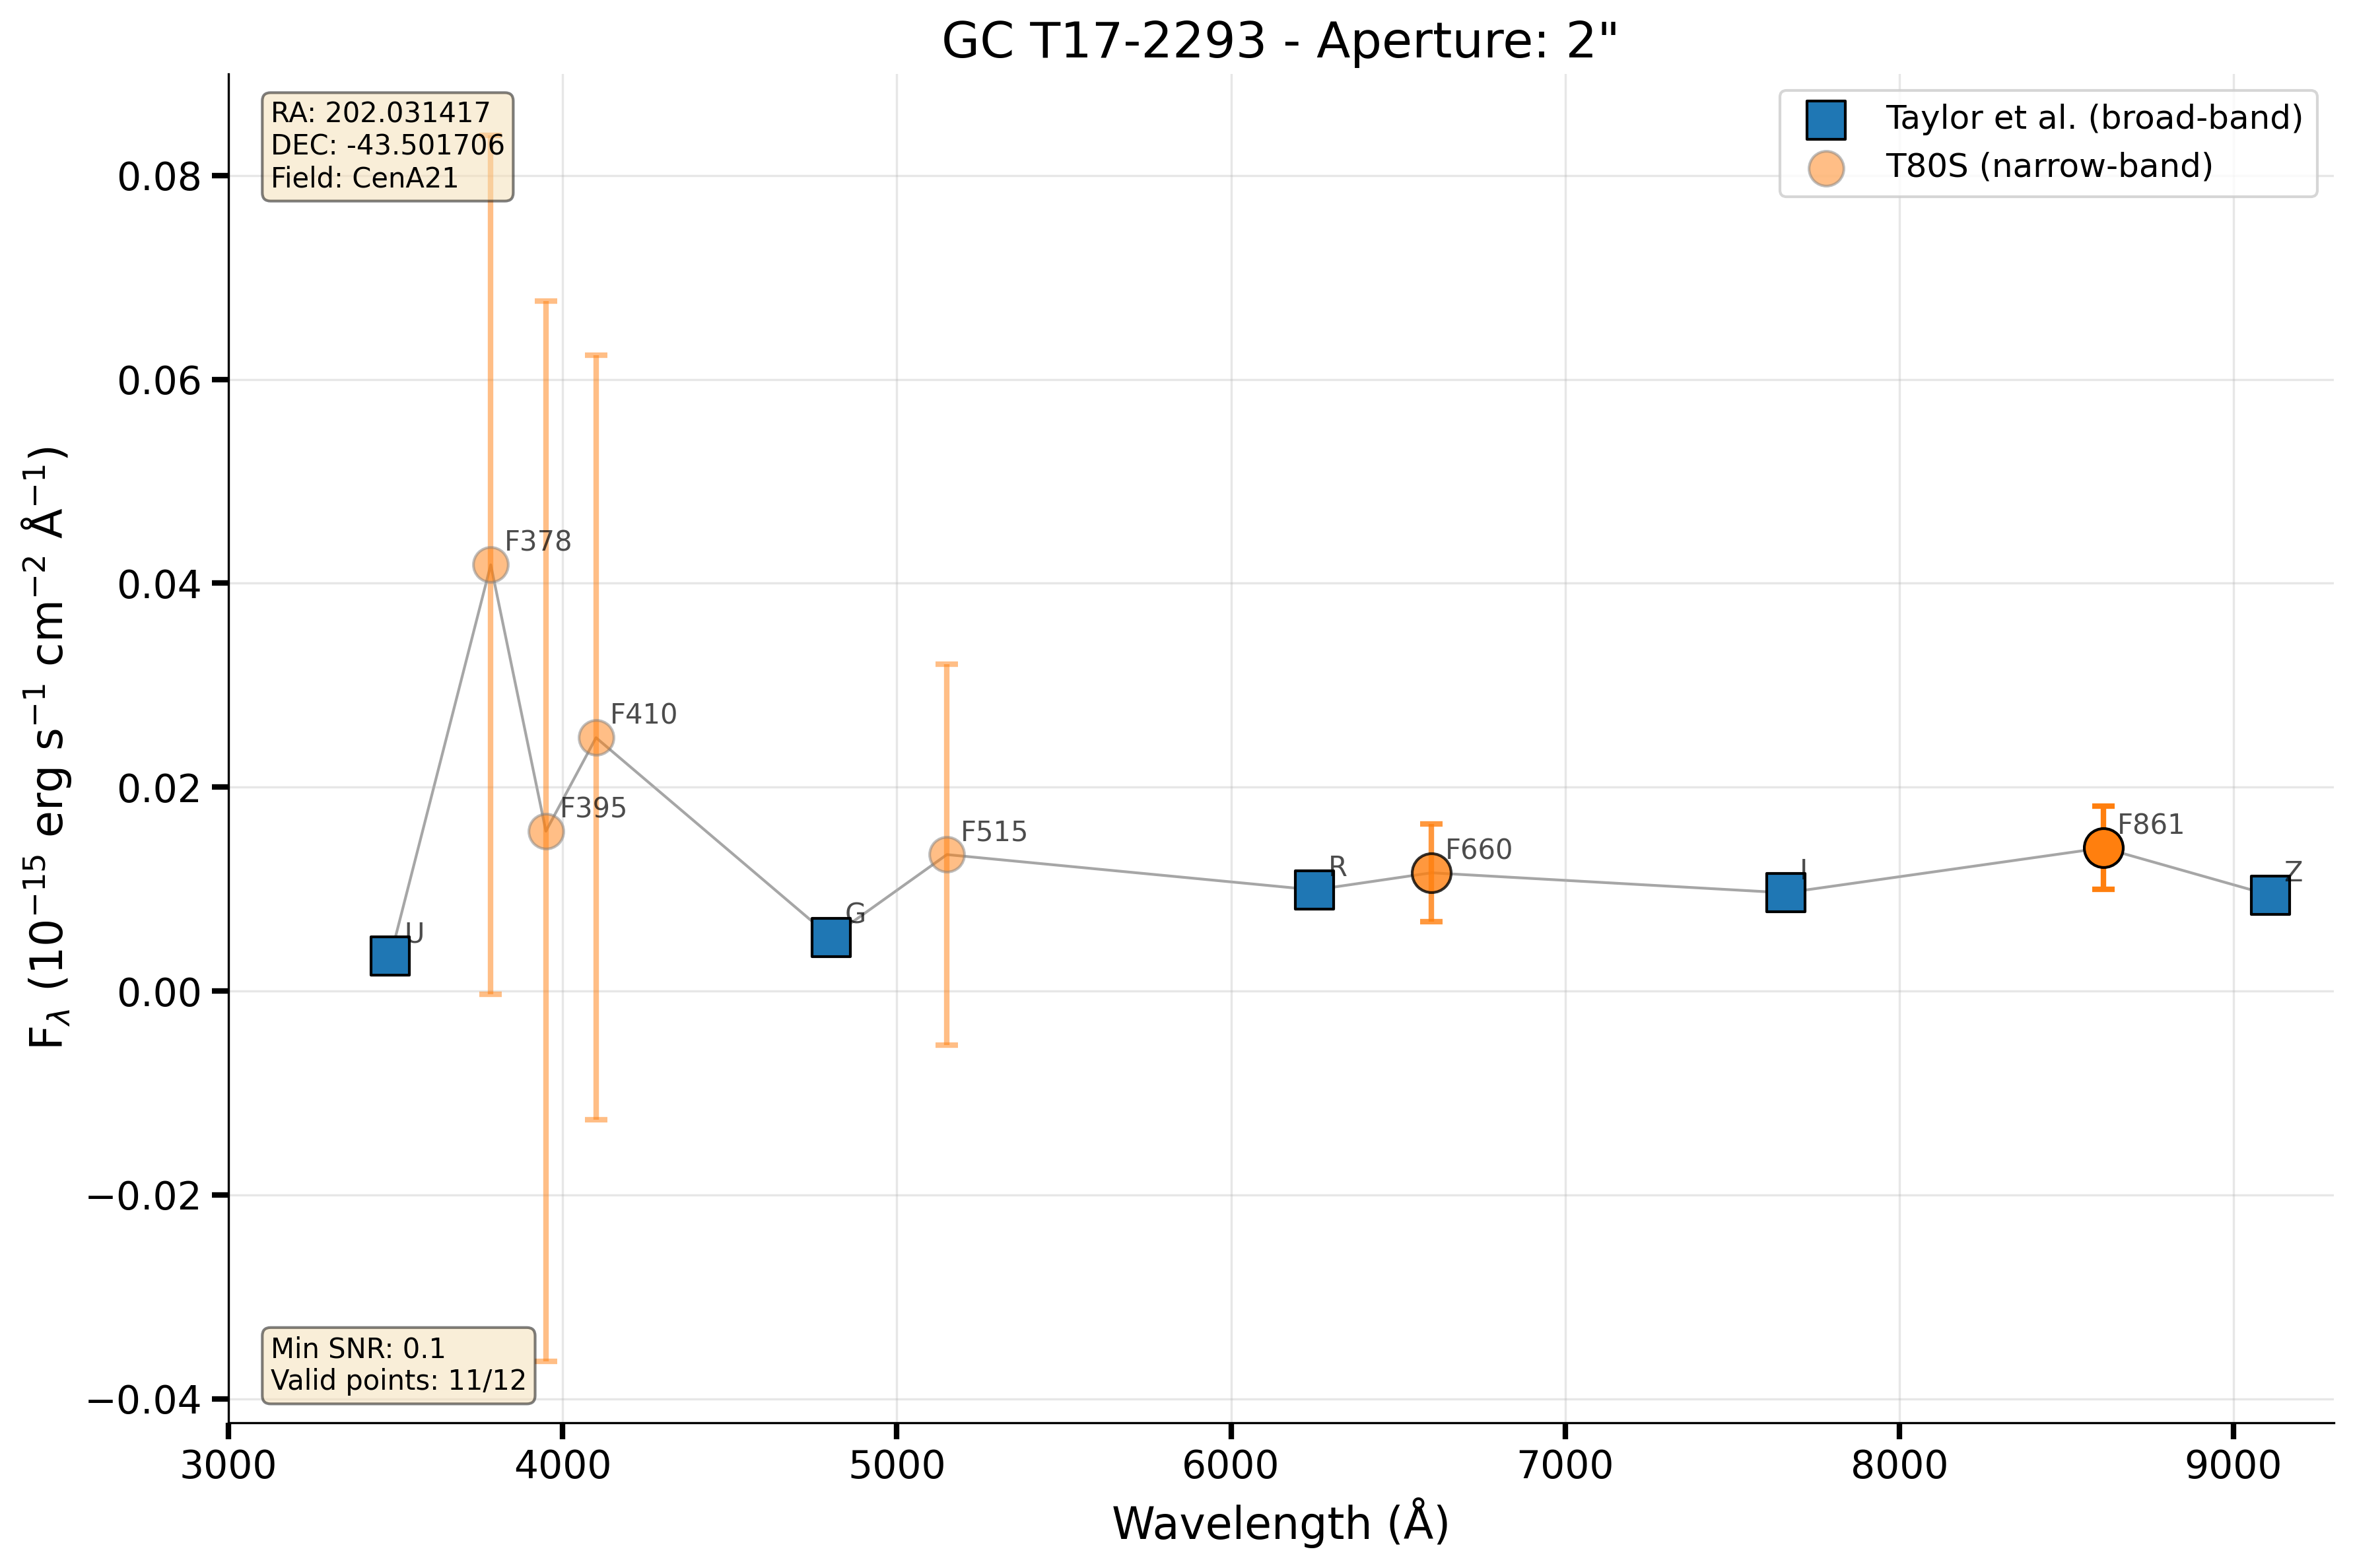 GC T17-2293 - Aperture: 2"
RA: 202.031417
DEC: -43.501706
Field: CenA21
Taylor et al. (broad-band)
T80S (narrow-band)
0.08
0.06
0.04
0.02
0.00
−0.02
−0.04
F$_{λ}$ (10$^{−15}$ erg s$^{−1}$ cm$^{−2}$ Å$^{−1}$)
U
F378
F395
F410
G
F515
R
F660
I
F861
Z
Min SNR: 0.1
Valid points: 11/12
3000 4000 5000 6000 7000 8000 9000
Wavelength (Å)